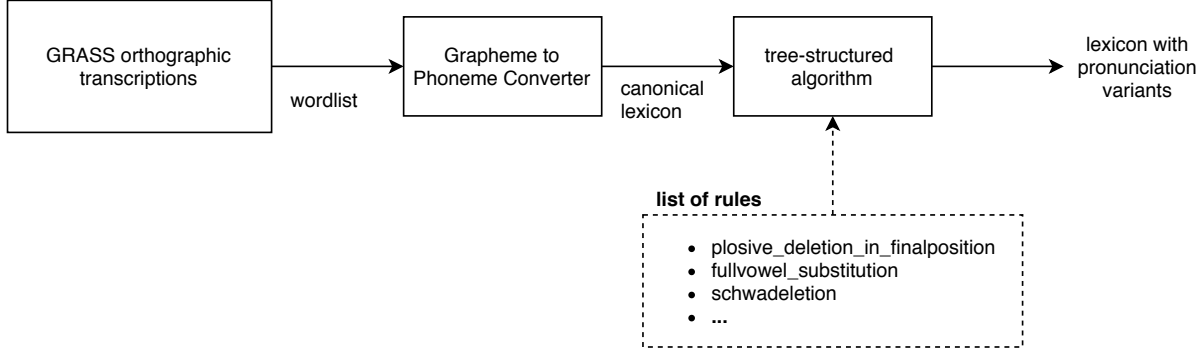 GRASS orthographic
transcriptions
wordlist
Grapheme to
Phoneme Converter
canonical
lexicon
tree-structured
algorithm
lexicon with
pronunciation
variants
list of rules
• plosive_deletion_in_finalposition
• fullvowel_substitution
• schwadeletion
• ...